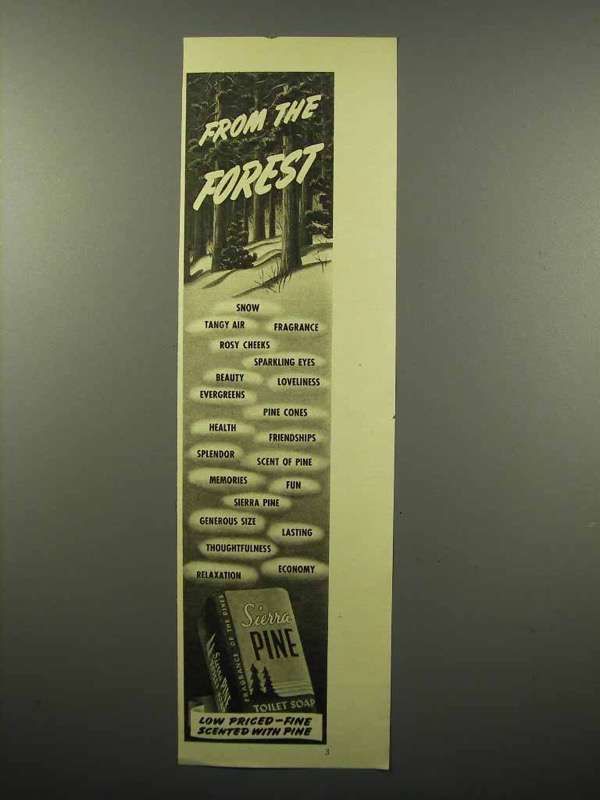 FROM THE
FOREST
SNOW
TANGY AIR
FRAGRANCE
ROSY CHEEKS
SPARKLING EYES
BEAUTY
LOVELINESS
EVERGREENS
PINE CONES
HEALTH
FRIENDSHIPS
SPLENDOR
SCENT OF PINE
MEMORIES
FUN
SIERRA PINE
GENEROUS SIZE
LASTING
THOUGHTFULNESS
ECONOMY
RELAXATION
Sierra
PINE
TOILET SOAP
FRAGRANCE OF THE PINES
Sierra PINE
LOW PRICED—FINE
SCENTED WITH PINE
3